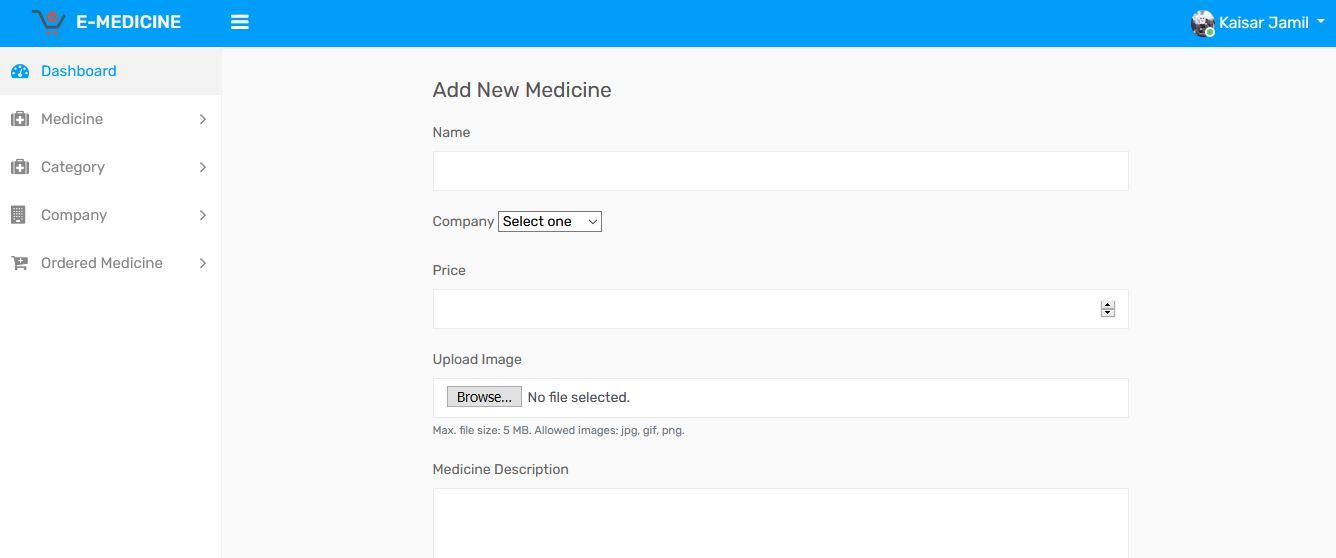 E-MEDICINE
Kaisar Jamil
Dashboard
Medicine
Category
Company
Ordered Medicine
Add New Medicine
Name
Company Select one
Price
Upload Image
Browse... No file selected.
Max. file size: 5 MB. Allowed images: jpg, gif, png.
Medicine Description